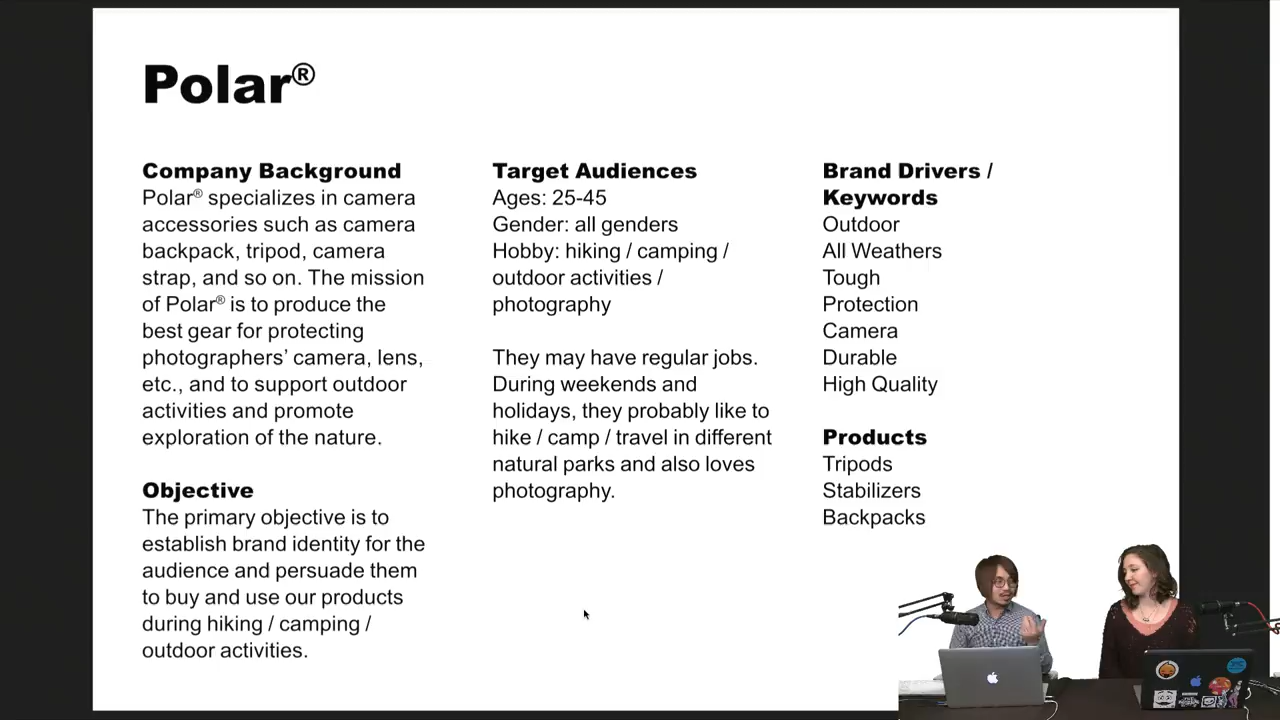 Polar®
Company Background
Polar® specializes in camera
accessories such as camera
backpack, tripod, camera
strap, and so on. The mission
of Polar® is to produce the
best gear for protecting
photographers’ camera, lens,
etc., and to support outdoor
activities and promote
exploration of the nature.
Objective
The primary objective is to
establish brand identity for the
audience and persuade them
to buy and use our products
during hiking / camping /
outdoor activities.
Target Audiences
Ages: 25-45
Gender: all genders
Hobby: hiking / camping /
outdoor activities /
photography
They may have regular jobs.
During weekends and
holidays, they probably like to
hike / camp / travel in different
natural parks and also loves
photography.
Brand Drivers /
Keywords
Outdoor
All Weathers
Tough
Protection
Camera
Durable
High Quality
Products
Tripods
Stabilizers
Backpacks